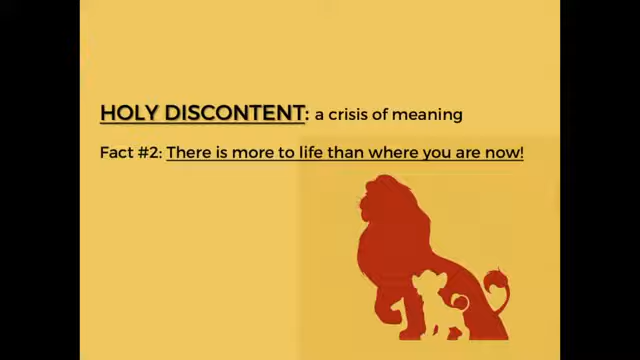 HOLY DISCONTENT: a crisis of meaning
Fact #2: There is more to life than where you are now!